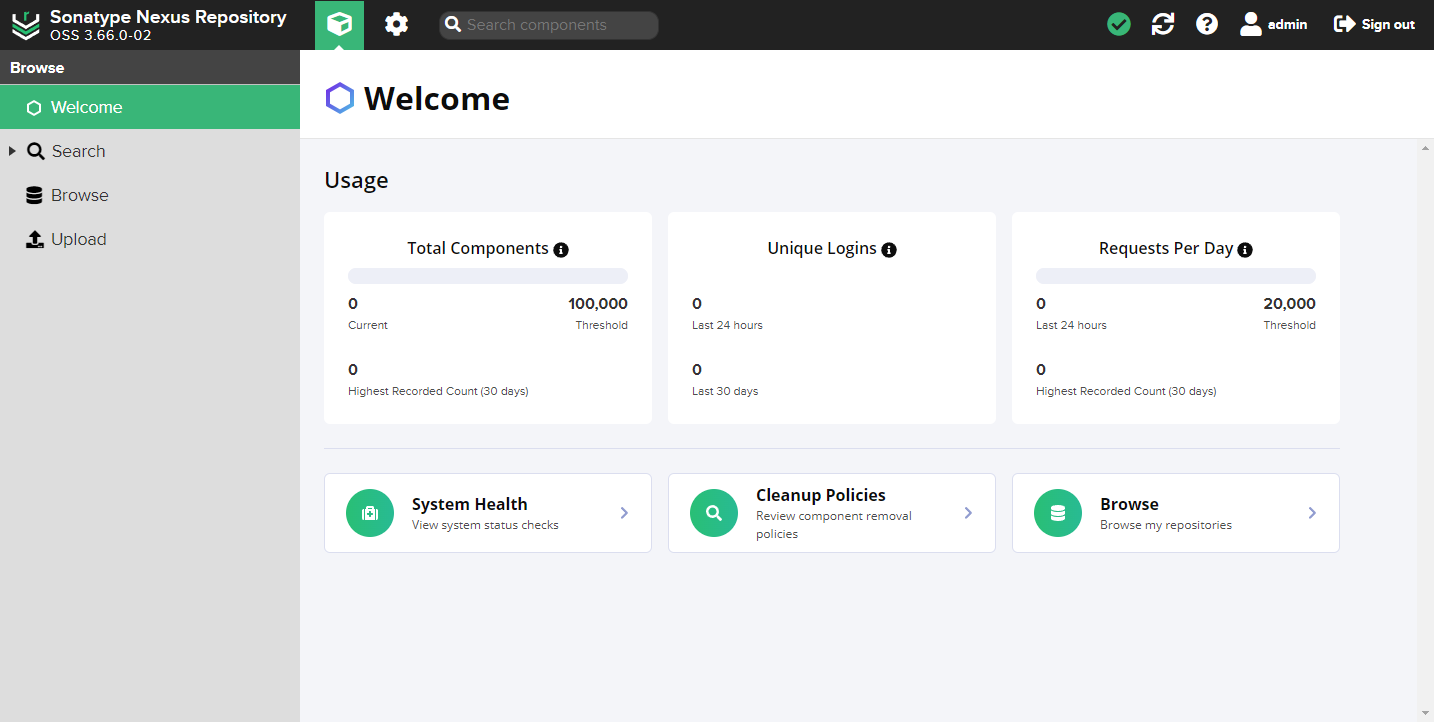 Sonatype Nexus Repository
OSS 3.66.0-02
Search components
admin
Sign out
Browse
Welcome
Search
Browse
Upload
Welcome
Usage
Total Components
0
100,000
Current
Threshold
0
Highest Recorded Count (30 days)
Unique Logins
0
Last 24 hours
0
Last 30 days
Requests Per Day
0
20,000
Last 24 hours
Threshold
0
Highest Recorded Count (30 days)
System Health
View system status checks
Cleanup Policies
Review component removal
policies
Browse
Browse my repositories